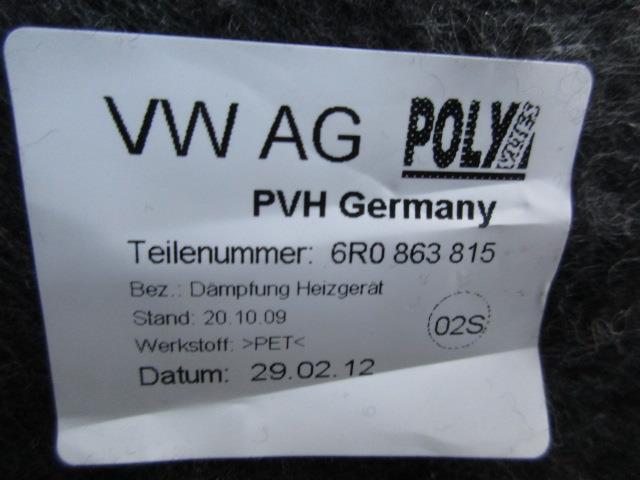 VW AG POLY
PVH Germany
Teilenummer: 6R0 863 815
Bez.: Dämpfung Heizgerät
Stand: 20.10.09
02S
Werkstoff: >PET<
Datum: 29.02.12